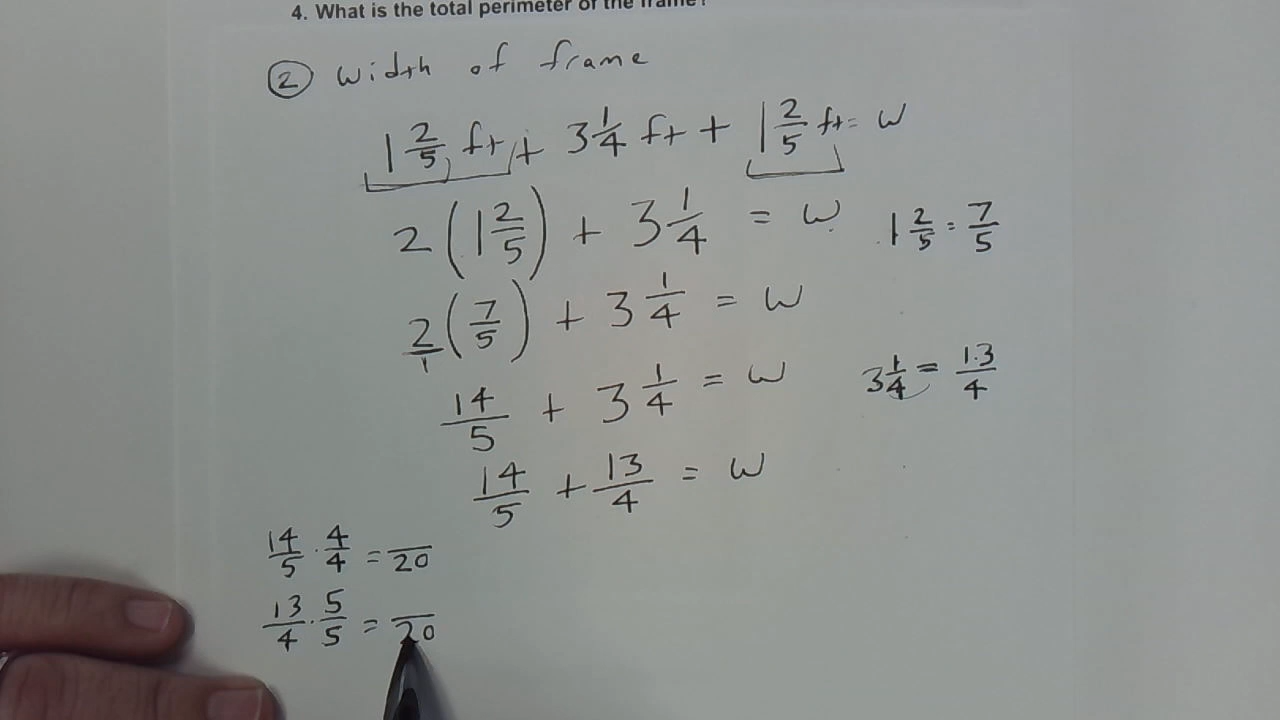 4. What is the total perimeter of the frame?
② Width of frame
1 2/5 ft + 3 1/4 ft + 1 2/5 ft = W
2(1 2/5) + 3 1/4 = W
1 2/5 = 7/5
2/1(7/5) + 3 1/4 = W
14/5 + 3 1/4 = W
3 1/4 = 13/4
14/5 + 13/4 = W
14/5 · 4/4 = /20
13/4 · 5/5 = /20